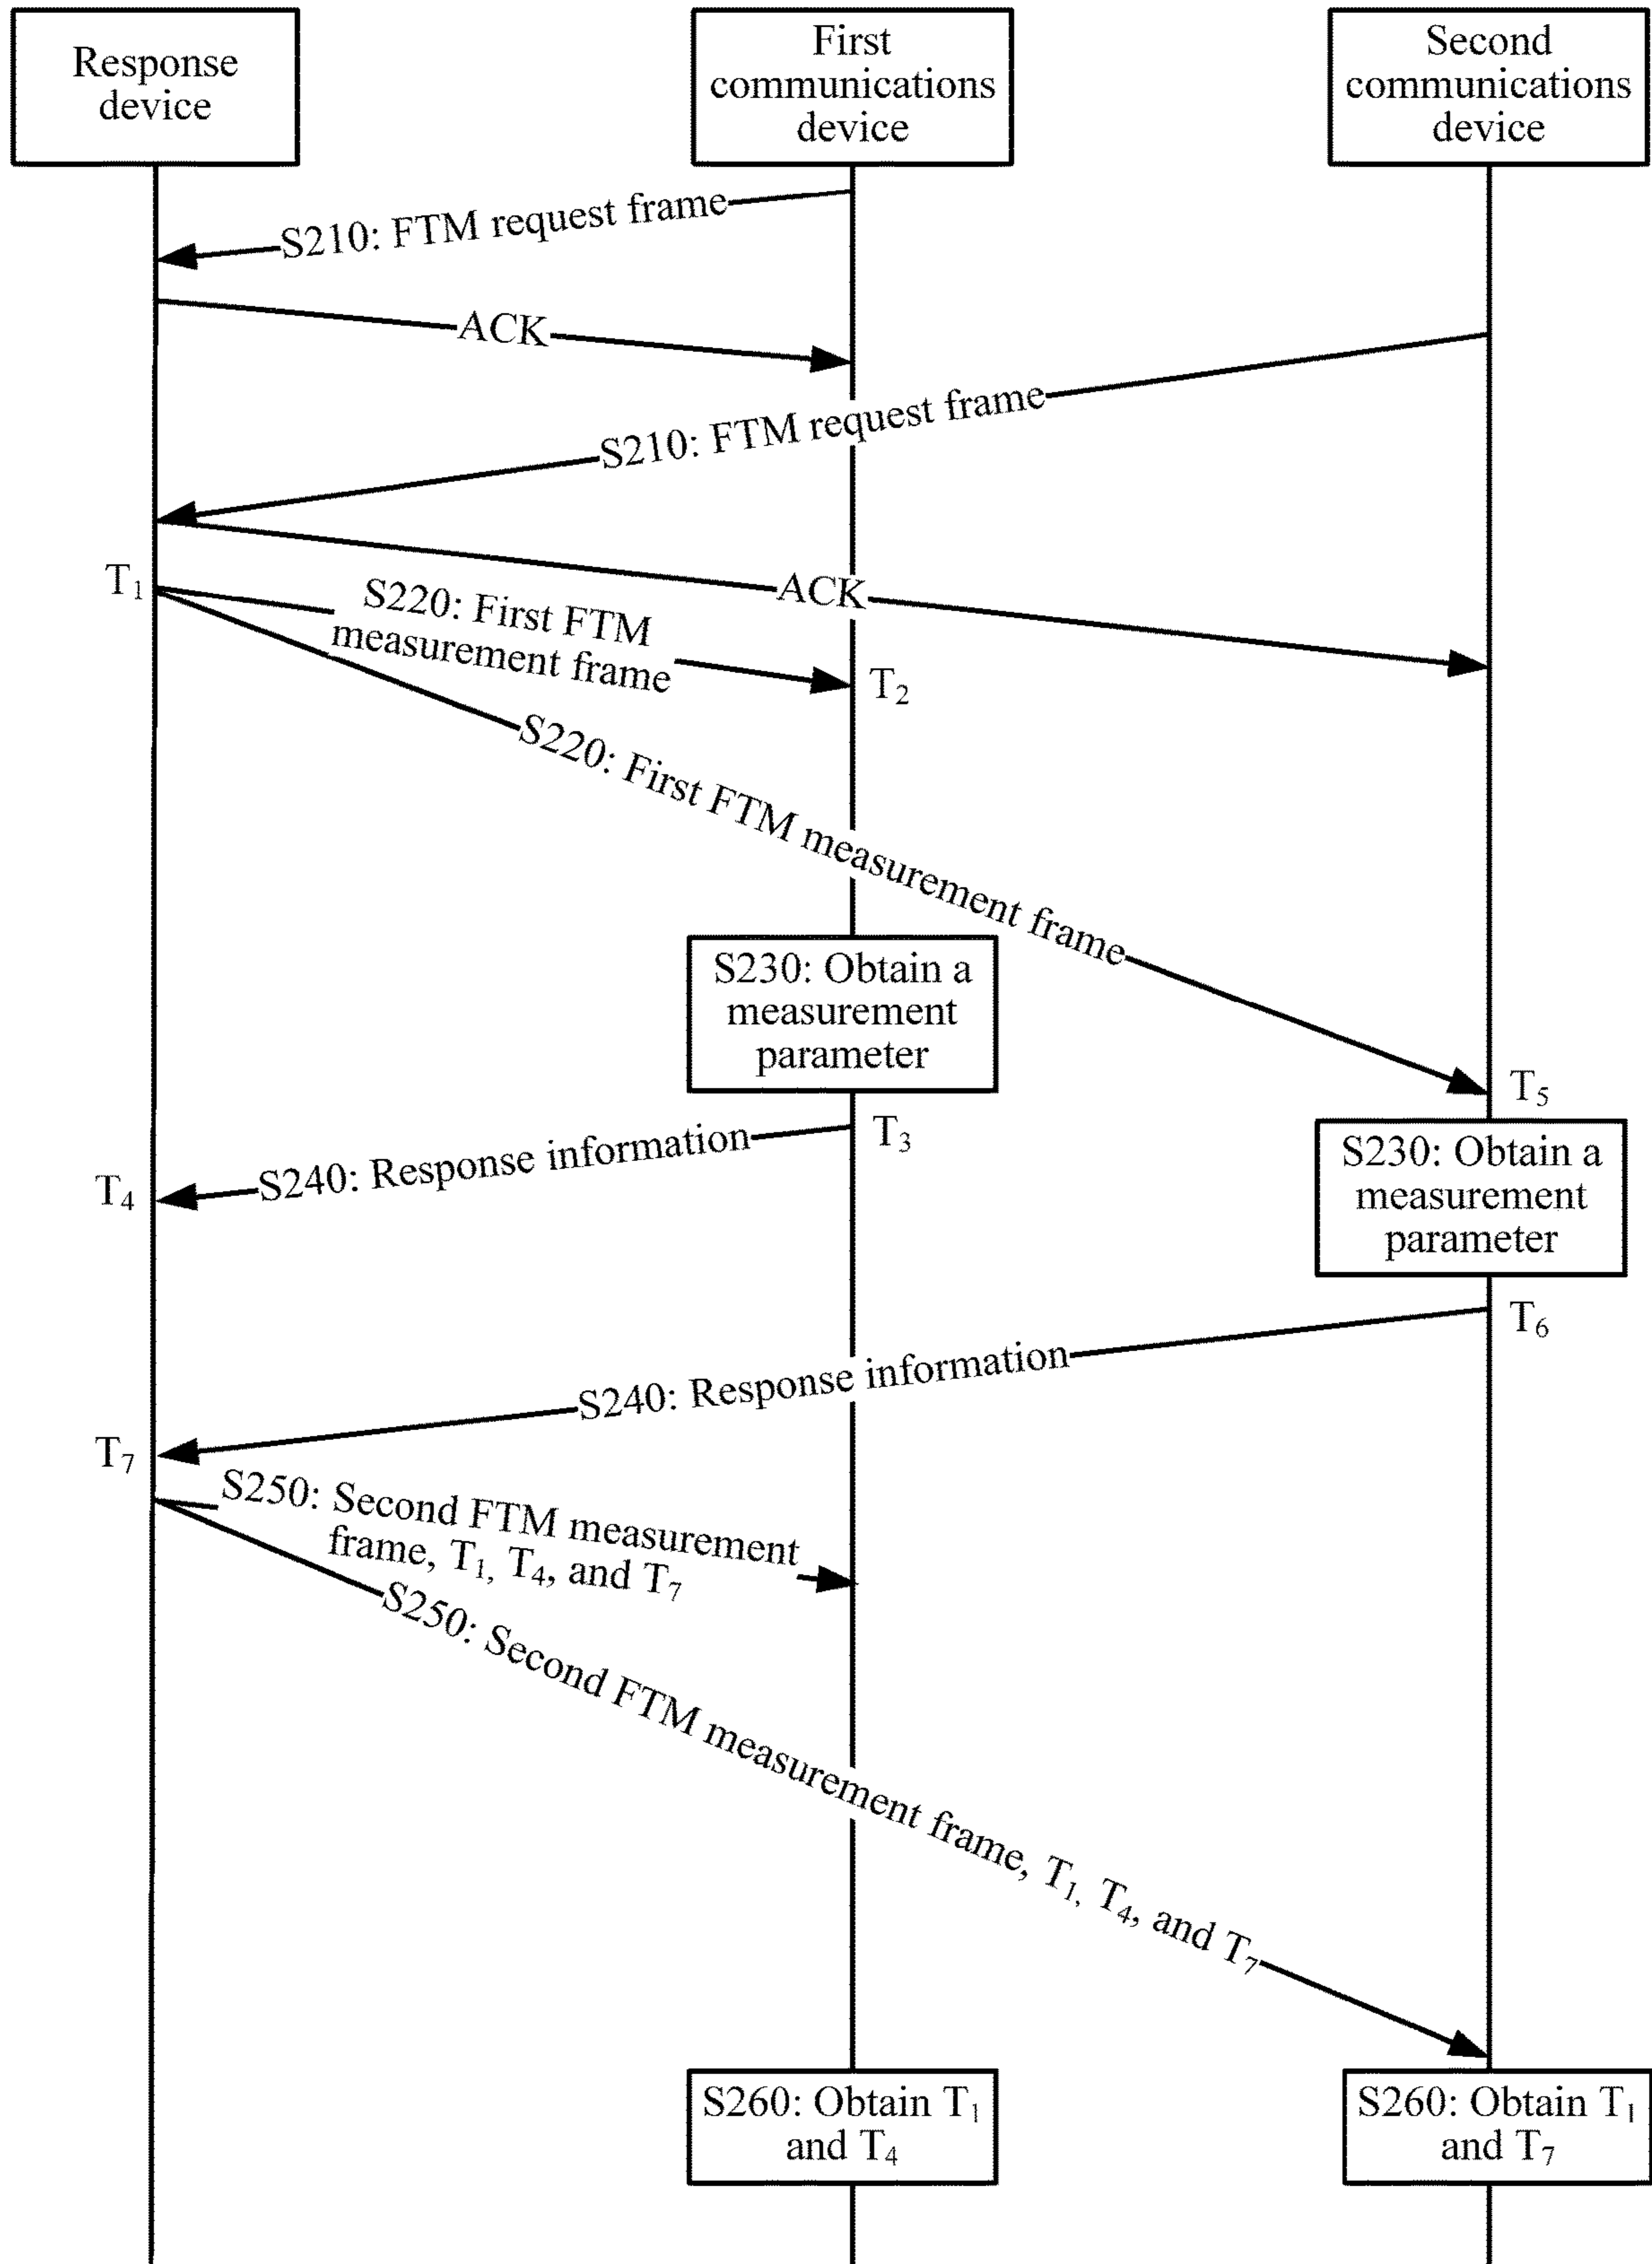 Response
device
First
communications
device
Second
communications
device
S210: FTM request frame
ACK
S210: FTM request frame
ACK
T₁
S220: First FTM
measurement frame
T₂
S220: First FTM measurement frame
S230: Obtain a
measurement
parameter
T₅
T₃
S240: Response information
T₄
S230: Obtain a
measurement
parameter
T₆
S240: Response information
T₇
S250: Second FTM measurement
frame, T₁, T₄, and T₇
S250: Second FTM measurement frame, T₁, T₄, and T₇
S260: Obtain T₁
and T₄
S260: Obtain T₁
and T₇